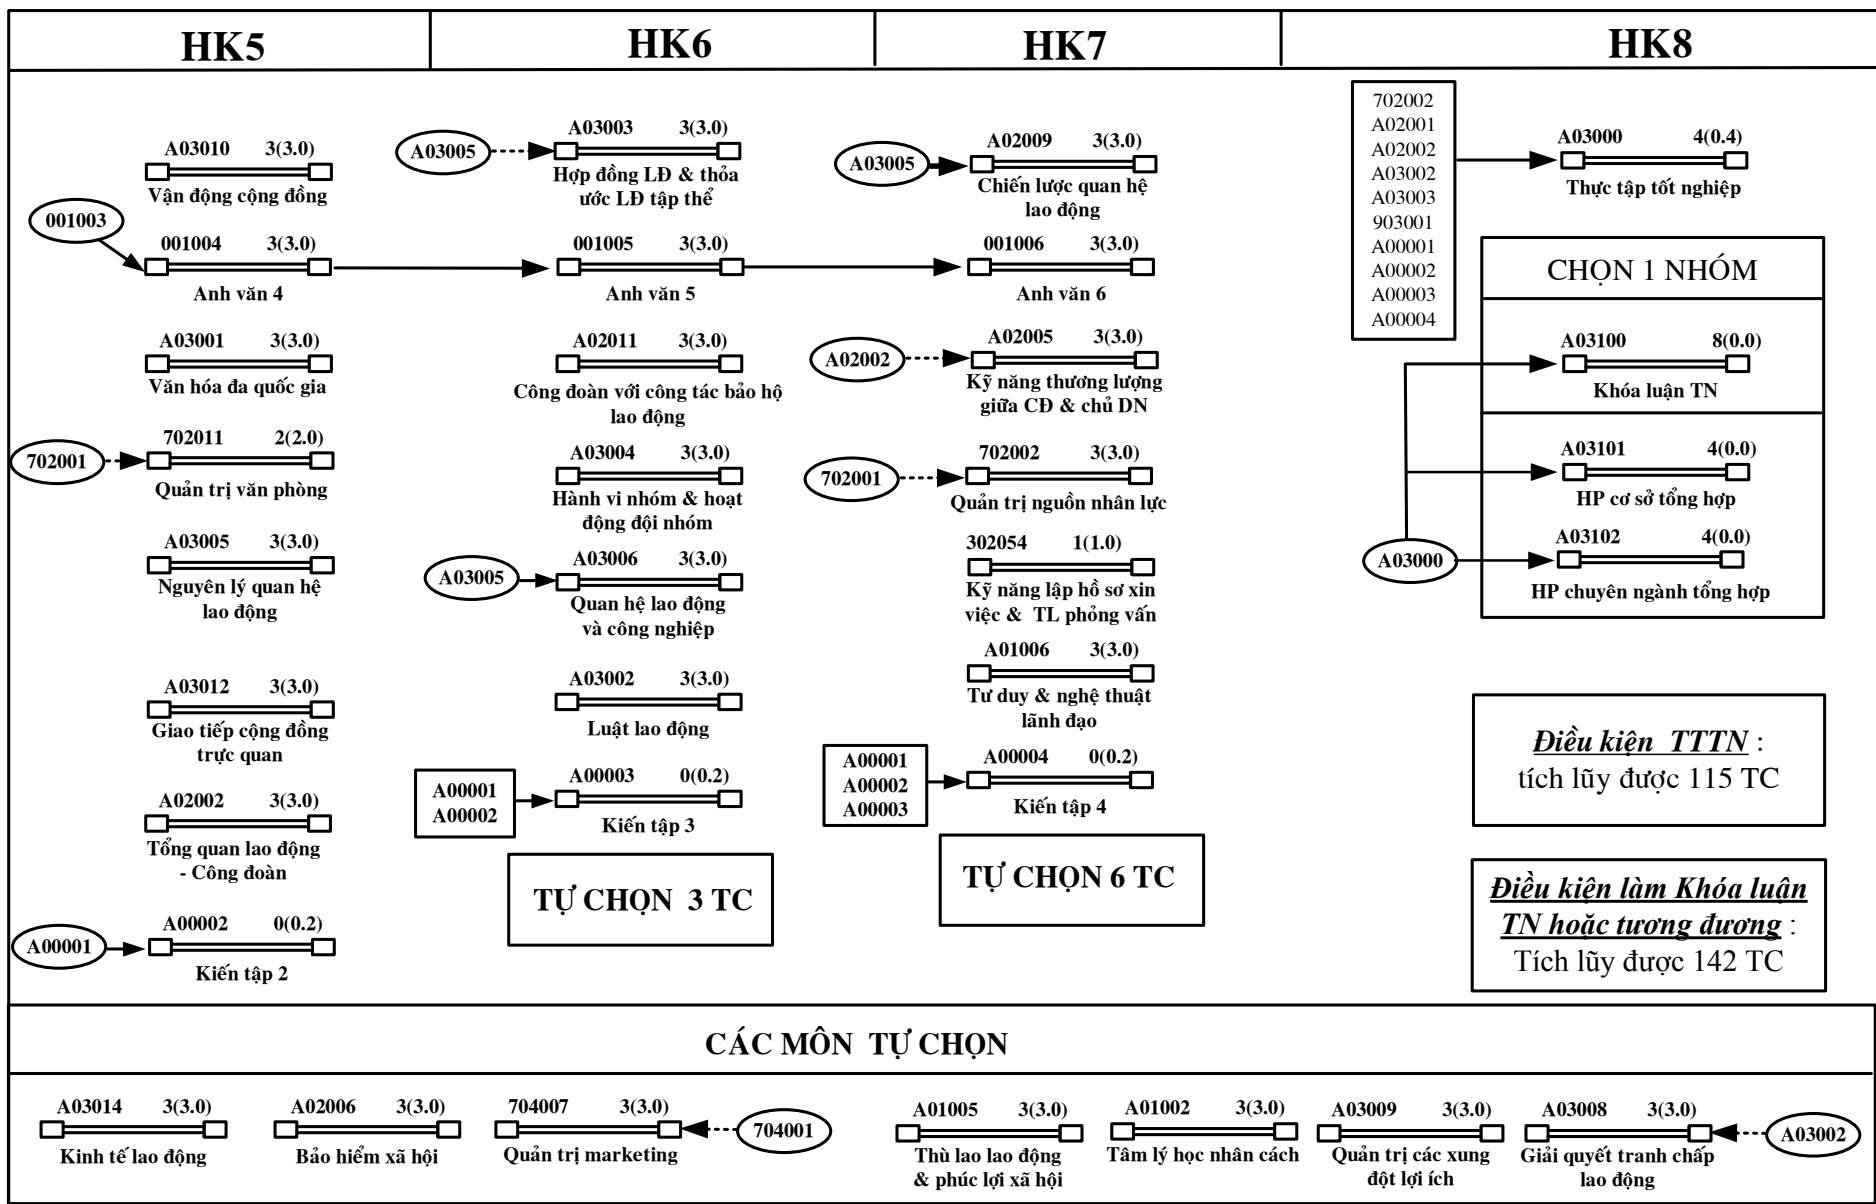 HK5
HK6
HK7
HK8
A03010 3(3.0)
Vận động cộng đồng
001003
001004 3(3.0)
Anh văn 4
A03001 3(3.0)
Văn hóa đa quốc gia
702001
702011 2(2.0)
Quản trị văn phòng
A03005 3(3.0)
Nguyên lý quan hệ
lao động
A03012 3(3.0)
Giao tiếp cộng đồng
trực quan
A02002 3(3.0)
Tổng quan lao động
- Công đoàn
A00001
A00002 0(0.2)
Kiến tập 2
A03005
A03003 3(3.0)
Hợp đồng LĐ & thỏa
ước LĐ tập thể
001005 3(3.0)
Anh văn 5
A02011 3(3.0)
Công đoàn với công tác bảo hộ
lao động
A03004 3(3.0)
Hành vi nhóm & hoạt
động đội nhóm
A03005
A03006 3(3.0)
Quan hệ lao động
và công nghiệp
A03002 3(3.0)
Luật lao động
A00001
A00002
A00003 0(0.2)
Kiến tập 3
TỰ CHỌN 3 TC
A03005
A02009 3(3.0)
Chiến lược quan hệ
lao động
001006 3(3.0)
Anh văn 6
A02002
A02005 3(3.0)
Kỹ năng thương lượng
giữa CĐ & chủ DN
702001
702002 3(3.0)
Quản trị nguồn nhân lực
302054 1(1.0)
Kỹ năng lập hồ sơ xin
việc & TL phỏng vấn
A01006 3(3.0)
Tư duy & nghệ thuật
lãnh đạo
A00001
A00002
A00003
A00004 0(0.2)
Kiến tập 4
TỰ CHỌN 6 TC
702002
A02001
A02002
A03002
A03003
903001
A00001
A00002
A00003
A00004
A03000 4(0.4)
Thực tập tốt nghiệp
CHỌN 1 NHÓM
A03100 8(0.0)
Khóa luận TN
A03101 4(0.0)
HP cơ sở tổng hợp
A03000
A03102 4(0.0)
HP chuyên ngành tổng hợp
Điều kiện TTTN :
tích lũy được 115 TC
Điều kiện làm Khóa luận
TN hoặc tương đương :
Tích lũy được 142 TC
CÁC MÔN TỰ CHỌN
A03014 3(3.0)
Kinh tế lao động
A02006 3(3.0)
Bảo hiểm xã hội
704007 3(3.0)
Quản trị marketing
704001
A01005 3(3.0)
Thù lao lao động
& phúc lợi xã hội
A01002 3(3.0)
Tâm lý học nhân cách
A03009 3(3.0)
Quản trị các xung
đột lợi ích
A03008 3(3.0)
Giải quyết tranh chấp
lao động
A03002